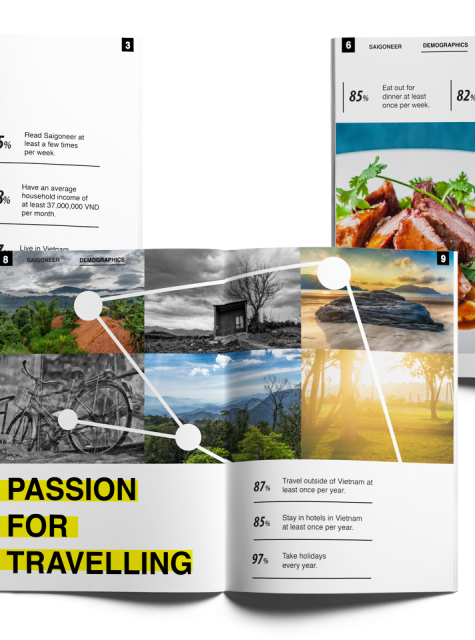 3
Read Saigoneer at
least a few times
per week.
Have an average
household income of
at least 37,000,000 VND
per month.
Live in Vietnam
6
SAIGONEER
DEMOGRAPHICS
85%
Eat out for
dinner at least
once per week.
82%
8
SAIGONEER
DEMOGRAPHICS
9
PASSION
FOR
TRAVELLING
87%
Travel outside of Vietnam at
least once per year.
85%
Stay in hotels in Vietnam
at least once per year.
97%
Take holidays
every year.